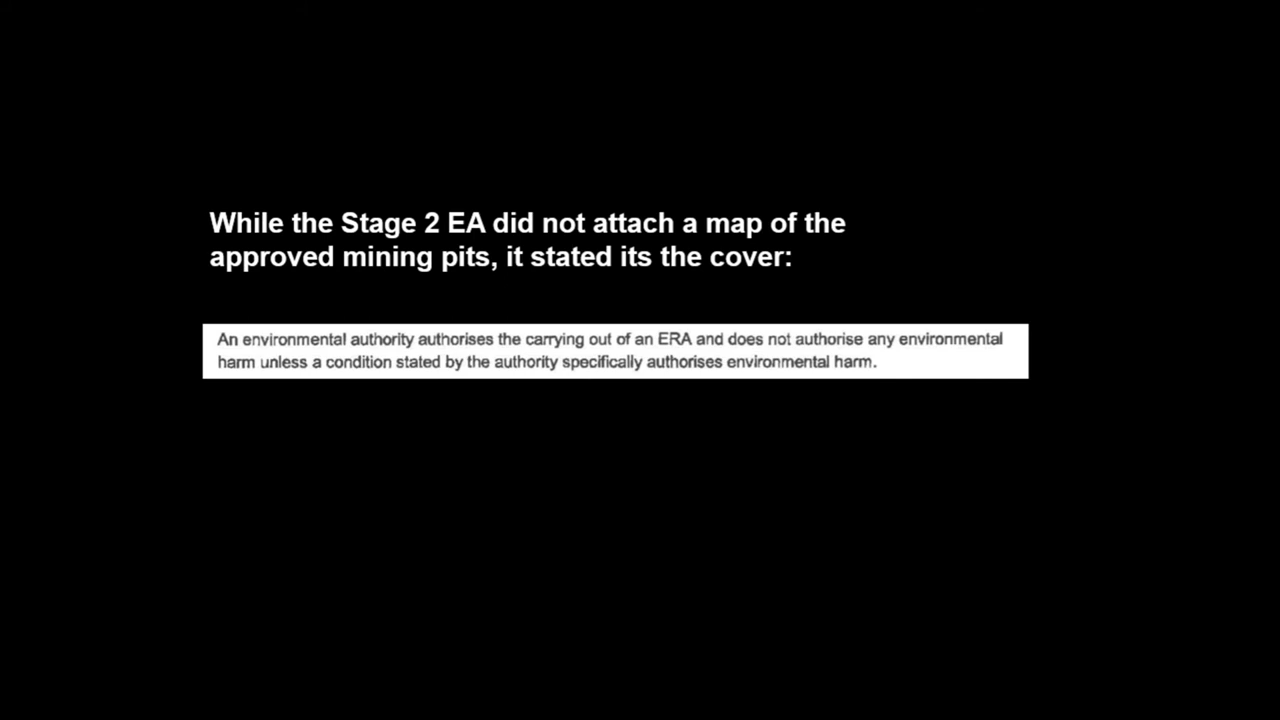 While the Stage 2 EA did not attach a map of the
approved mining pits, it stated its the cover:
An environmental authority authorises the carrying out of an ERA and does not authorise any environmental
harm unless a condition stated by the authority specifically authorises environmental harm.